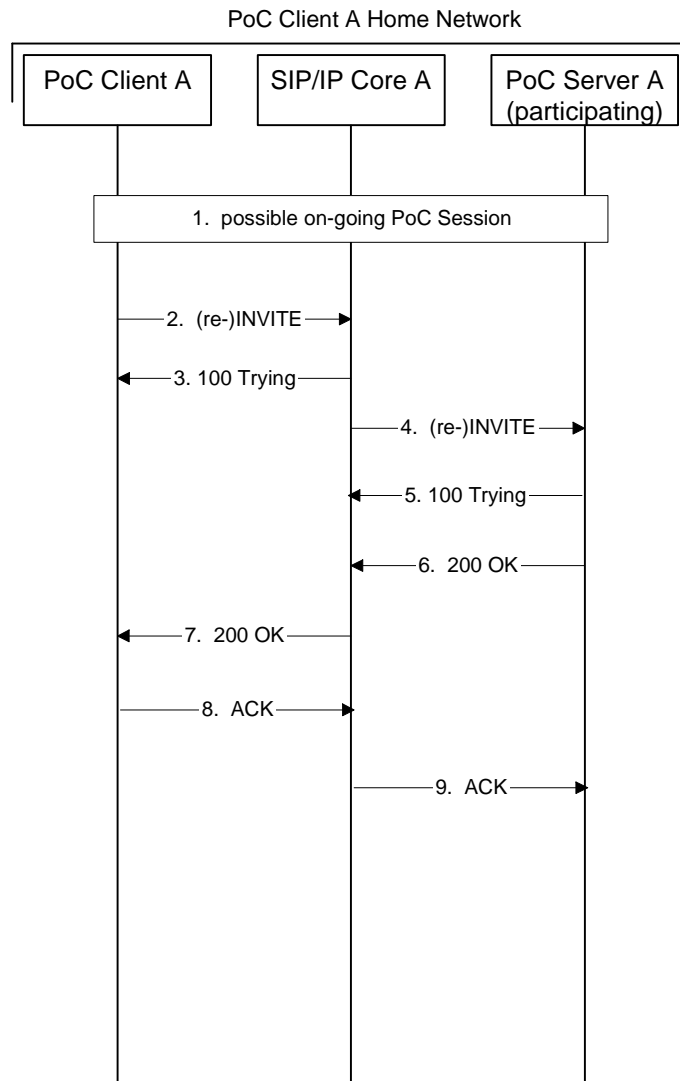 PoC Client A Home Network
PoC Client A
SIP/IP Core A
PoC Server A
(participating)
1. possible on-going PoC Session
2. (re-)INVITE
3. 100 Trying
4. (re-)INVITE
5. 100 Trying
6. 200 OK
7. 200 OK
8. ACK
9. ACK